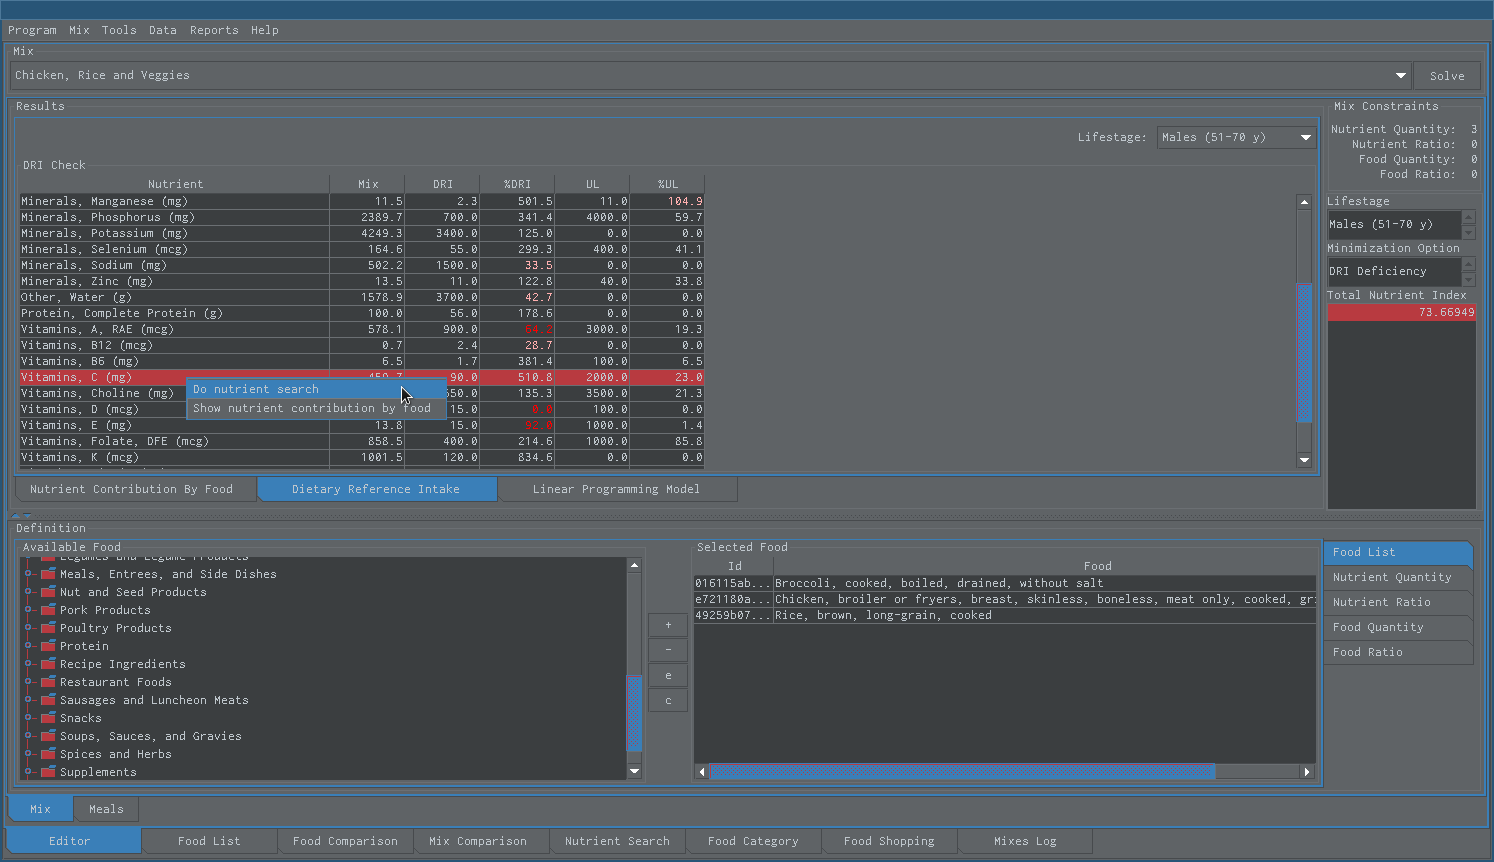 Program Mix Tools Data Reports Help
Mix
Chicken, Rice and Veggies Solve
Results
Lifestage: Males (51-70 y)
DRI Check
Nutrient Mix DRI %DRI UL %UL
Minerals, Manganese (mg) 11.5 2.3 501.5 11.0 104.9
Minerals, Phosphorus (mg) 2389.7 700.0 341.4 4000.0 59.7
Minerals, Potassium (mg) 4249.3 3400.0 125.0 0.0 0.0
Minerals, Selenium (mcg) 164.6 55.0 299.3 400.0 41.1
Minerals, Sodium (mg) 502.2 1500.0 33.5 0.0 0.0
Minerals, Zinc (mg) 13.5 11.0 122.8 40.0 33.8
Other, Water (g) 1578.9 3700.0 42.7 0.0 0.0
Protein, Complete Protein (g) 100.0 56.0 178.6 0.0 0.0
Vitamins, A, RAE (mcg) 578.1 900.0 64.2 3000.0 19.3
Vitamins, B12 (mcg) 0.7 2.4 28.7 0.0 0.0
Vitamins, B6 (mg) 6.5 1.7 381.4 100.0 6.5
Vitamins, C (mg) 459.7 90.0 510.8 2000.0 23.0
Vitamins, Choline (mg) 550.0 135.3 3500.0 21.3
Vitamins, D (mcg) 15.0 0.0 100.0 0.0
Vitamins, E (mg) 13.8 15.0 92.0 1000.0 1.4
Vitamins, Folate, DFE (mcg) 858.5 400.0 214.6 1000.0 85.8
Vitamins, K (mcg) 1001.5 120.0 834.6 0.0 0.0
Do nutrient search
Show nutrient contribution by food
Nutrient Contribution By Food Dietary Reference Intake Linear Programming Model
Mix Constraints
Nutrient Quantity: 3
Nutrient Ratio: 0
Food Quantity: 0
Food Ratio: 0
Lifestage
Males (51-70 y)
Minimization Option
DRI Deficiency
Total Nutrient Index
73.66949
Definition
Available Food
Legumes and Legume Products
Meals, Entrees, and Side Dishes
Nut and Seed Products
Pork Products
Poultry Products
Protein
Recipe Ingredients
Restaurant Foods
Sausages and Luncheon Meats
Snacks
Soups, Sauces, and Gravies
Spices and Herbs
Supplements
+
-
e
c
Selected Food
Id Food
016115ab... Broccoli, cooked, boiled, drained, without salt
e721180a... Chicken, broiler or fryers, breast, skinless, boneless, meat only, cooked, gri
49259b07... Rice, brown, long-grain, cooked
Food List
Nutrient Quantity
Nutrient Ratio
Food Quantity
Food Ratio
Mix Meals
Editor Food List Food Comparison Mix Comparison Nutrient Search Food Category Food Shopping Mixes Log